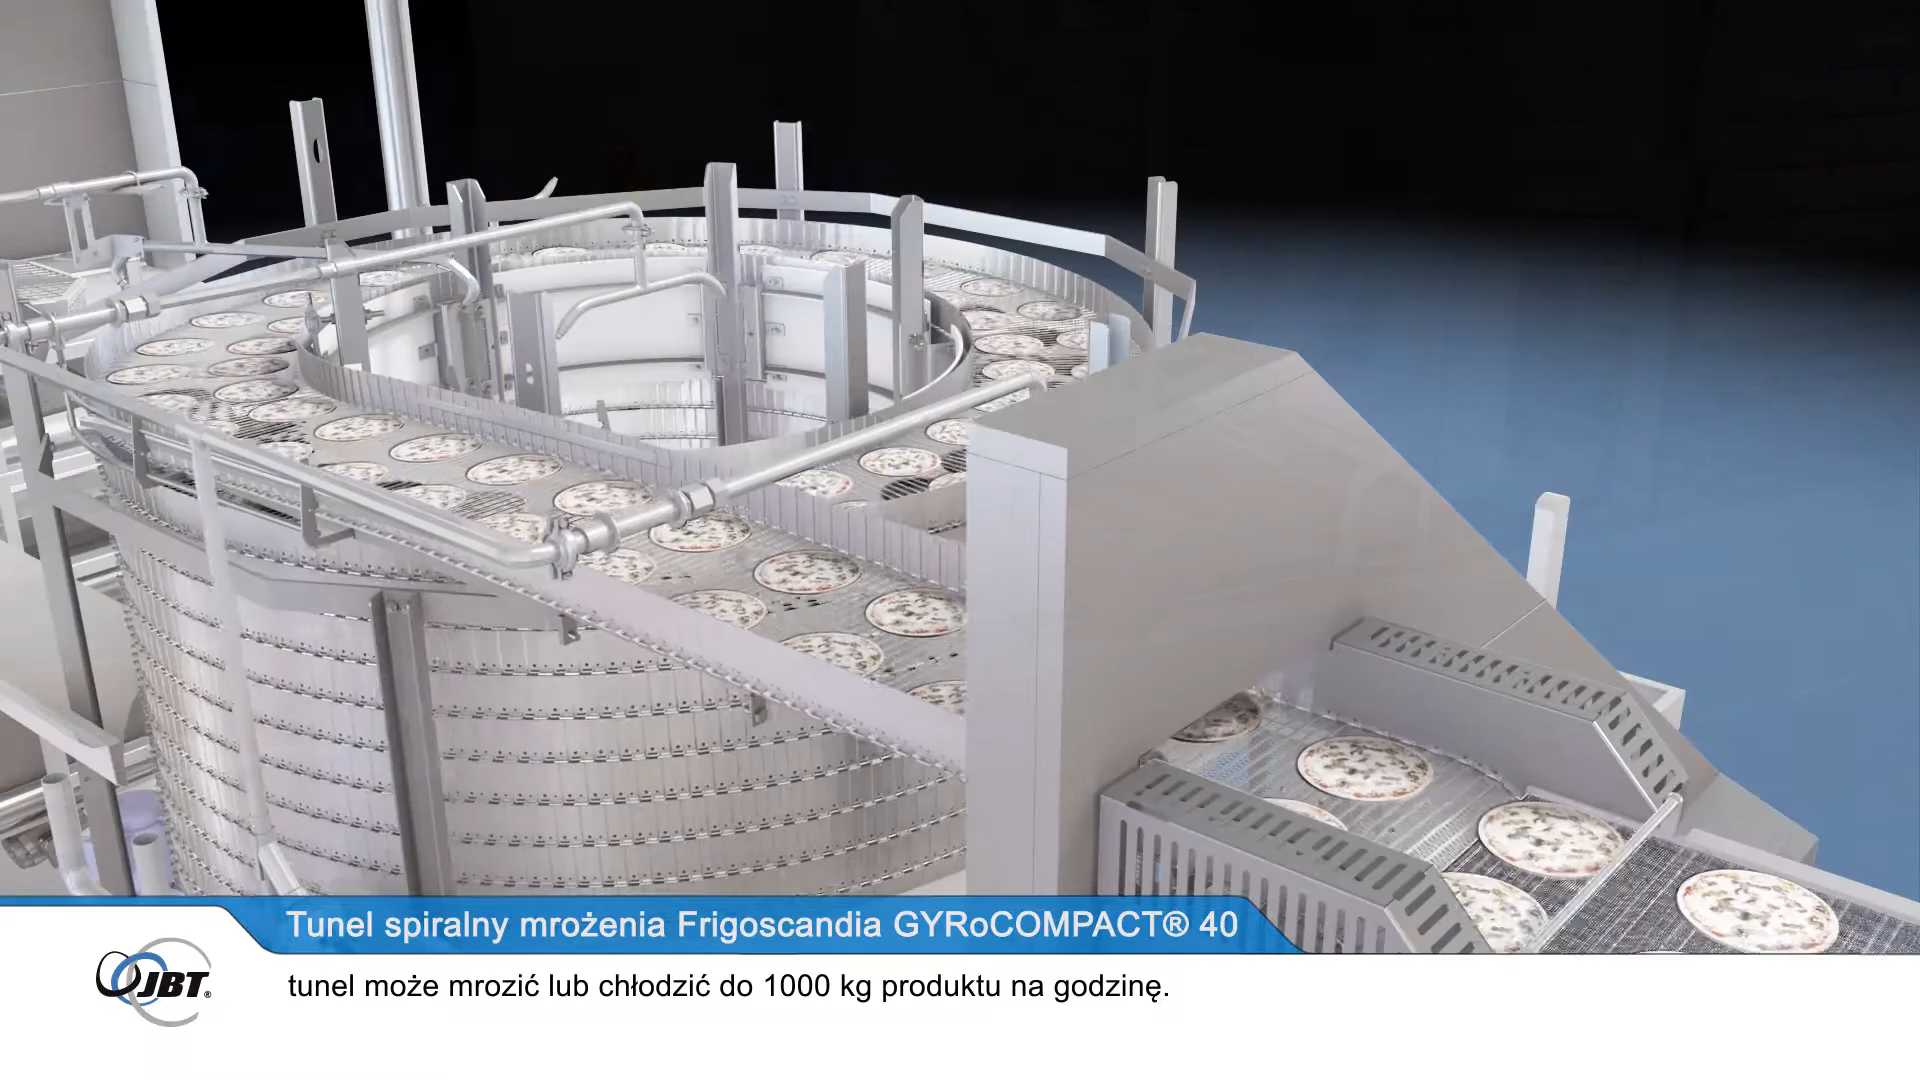 Tunel spiralny mrożenia Frigoscandia GYRoCOMPACT® 40
JBT®
tunel może mrozić lub chłodzić do 1000 kg produktu na godzinę.